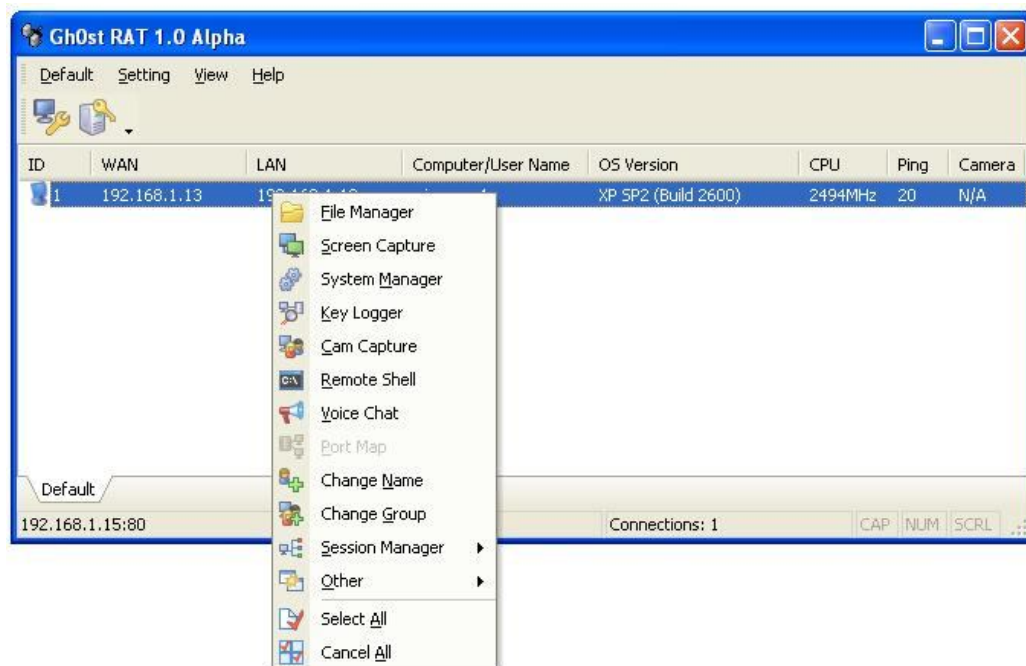 Gh0st RAT 1.0 Alpha
Default Setting View Help
ID WAN LAN Computer/User Name OS Version CPU Ping Camera
1 192.168.1.13 XP SP2 (Build 2600) 2494MHz 20 N/A
File Manager
Screen Capture
System Manager
Key Logger
Cam Capture
Remote Shell
Voice Chat
Port Map
Change Name
Default
Change Group
192.168.1.15:80 Connections: 1 CAP NUM SCRL
Session Manager
Other
Select All
Cancel All